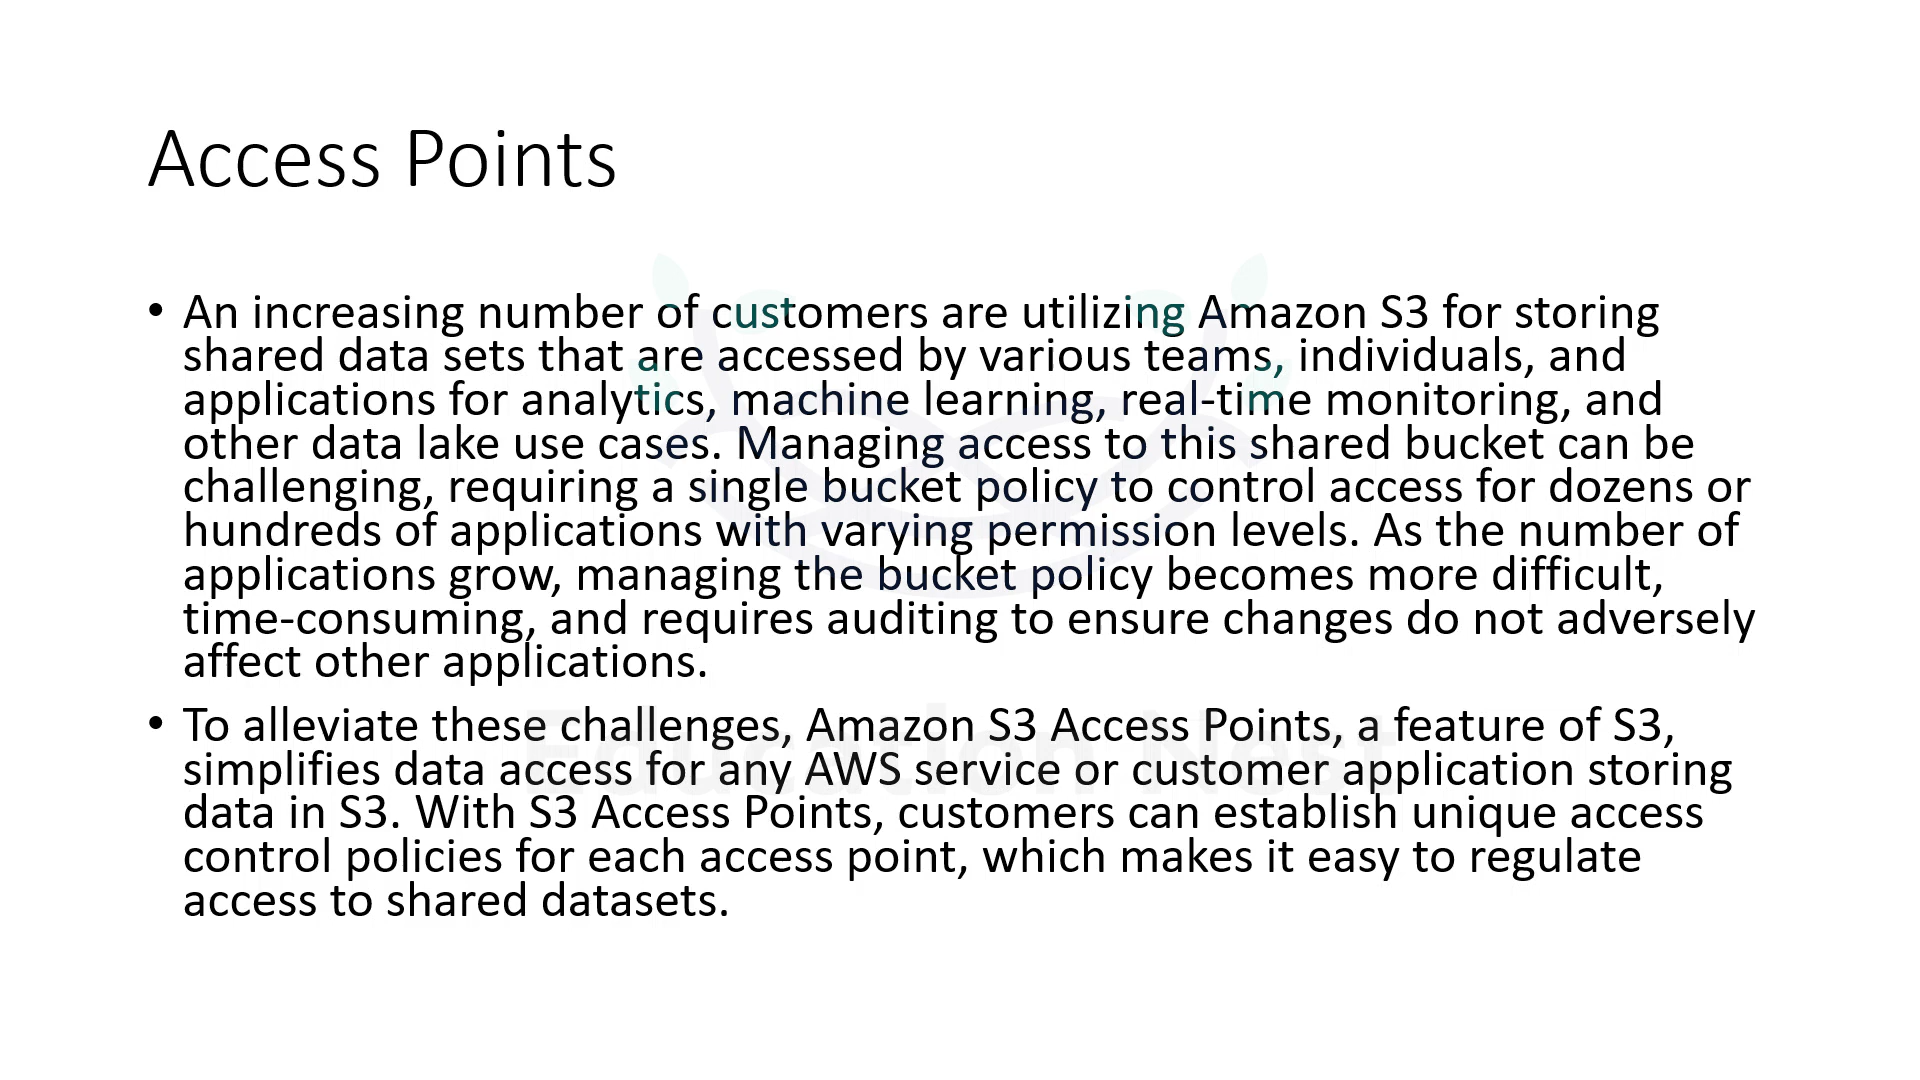 Access Points
• An increasing number of customers are utilizing Amazon S3 for storing
shared data sets that are accessed by various teams, individuals, and
applications for analytics, machine learning, real-time monitoring, and
other data lake use cases. Managing access to this shared bucket can be
challenging, requiring a single bucket policy to control access for dozens or
hundreds of applications with varying permission levels. As the number of
applications grow, managing the bucket policy becomes more difficult,
time-consuming, and requires auditing to ensure changes do not adversely
affect other applications.
• To alleviate these challenges, Amazon S3 Access Points, a feature of S3,
simplifies data access for any AWS service or customer application storing
data in S3. With S3 Access Points, customers can establish unique access
control policies for each access point, which makes it easy to regulate
access to shared datasets.
Education Nest